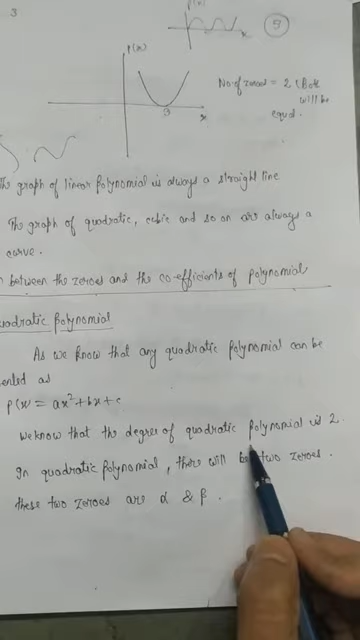 3
P(x)
x
5
P(x)
3
x
No. of zeroes = 2 (Both
will be
equal.
The graph of linear polynomial is always a straight line
The graph of quadratic, cubic and so on are always a
curve.
between the zeroes and the co-efficients of polynomial
quadratic polynomial
As we know that any quadratic polynomial can be
ented as
P(x = ax²+bx+c
we know that the degree of quadratic polynomial is 2.
In quadratic polynomial, there will be two zeroes.
these two zeroes are α & β.